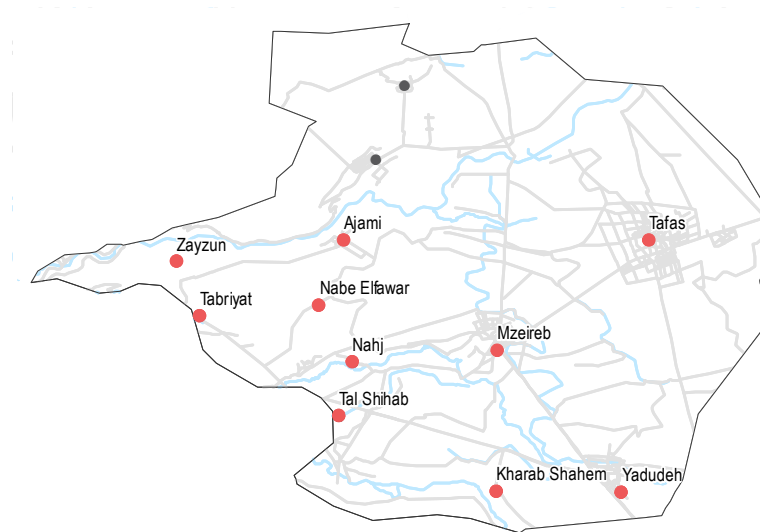 Ajami
Tafas
Zayzun
Nabe Elfawar
Tabriyat
Mzeireb
Nahj
Tal Shihab
Kharab Shahem
Yadudeh